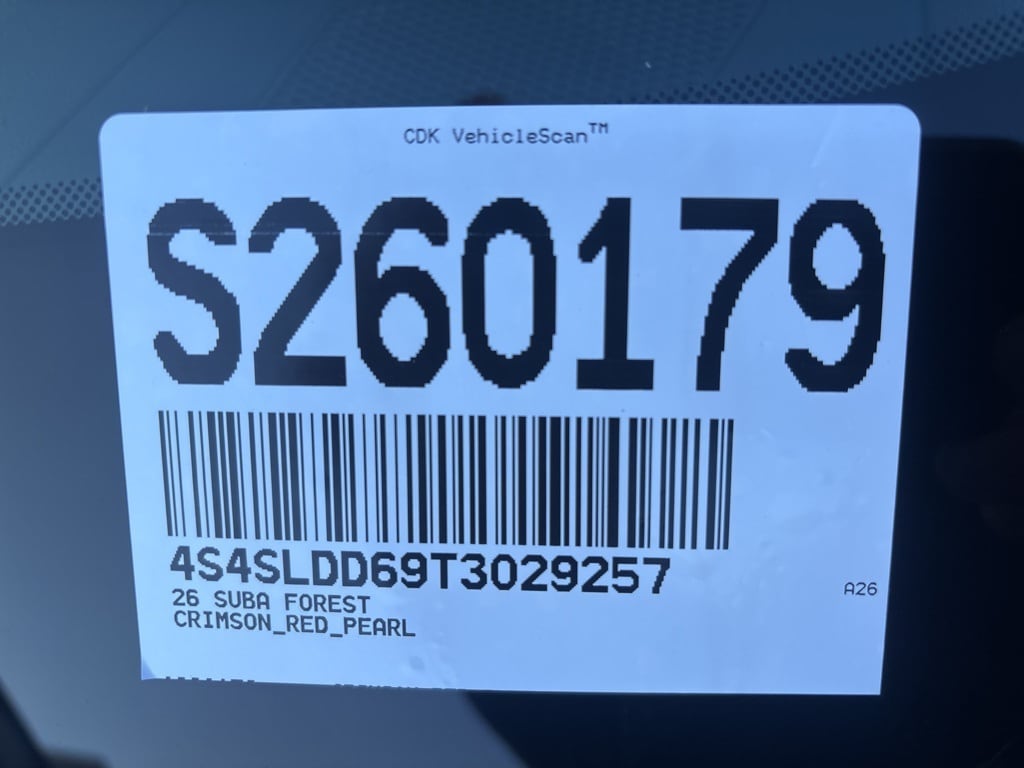 CDK VehicleScan™
S260179
4S4SLDD69T3029257
26 SUBA FOREST
A26
CRIMSON_RED_PEARL